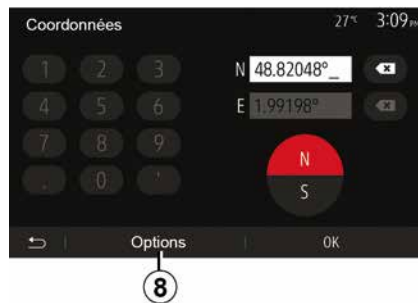 Coordonnées 27°C 3:09PM
1 2 3 N 48.82048°_
4 5 6 E 1.99198°
7 8 9 N
. 0 ' S
Options OK
8